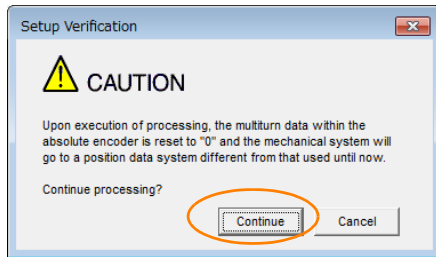 Setup Verification
CAUTION
Upon execution of processing, the multiturn data within the
absolute encoder is reset to "0" and the mechanical system will
go to a position data system different from that used until now.
Continue processing?
Continue
Cancel